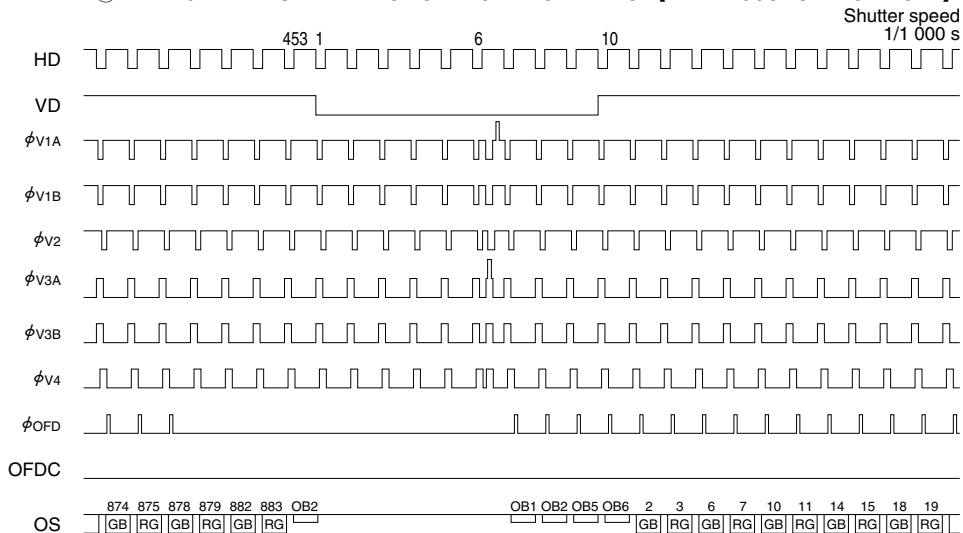 Shutter speed
1/1 000 s
453 1 6 10
HD
VD
ϕV1A
ϕV1B
ϕV2
ϕV3A
ϕV3B
ϕV4
ϕOFD
OFDC
874 875 878 879 882 883 OB2 OB1 OB2 OB5 OB6 2 3 6 7 10 11 14 15 18 19
OS GB RG GB RG GB RG GB RG GB RG GB RG GB RG GB RG